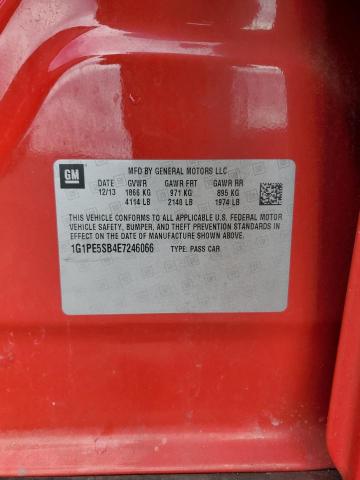 GM
MFD BY GENERAL MOTORS LLC
DATE GVWR GAWR FRT GAWR RR
12/13 1866 KG 971 KG 895 KG
4114 LB 2140 LB 1974 LB
THIS VEHICLE CONFORMS TO ALL APPLICABLE U.S. FEDERAL MOTOR
VEHICLE SAFETY, BUMPER, AND THEFT PREVENTION STANDARDS IN
EFFECT ON THE DATE OF MANUFACTURE SHOWN ABOVE.
1G1PE5SB4E7246066 TYPE: PASS CAR